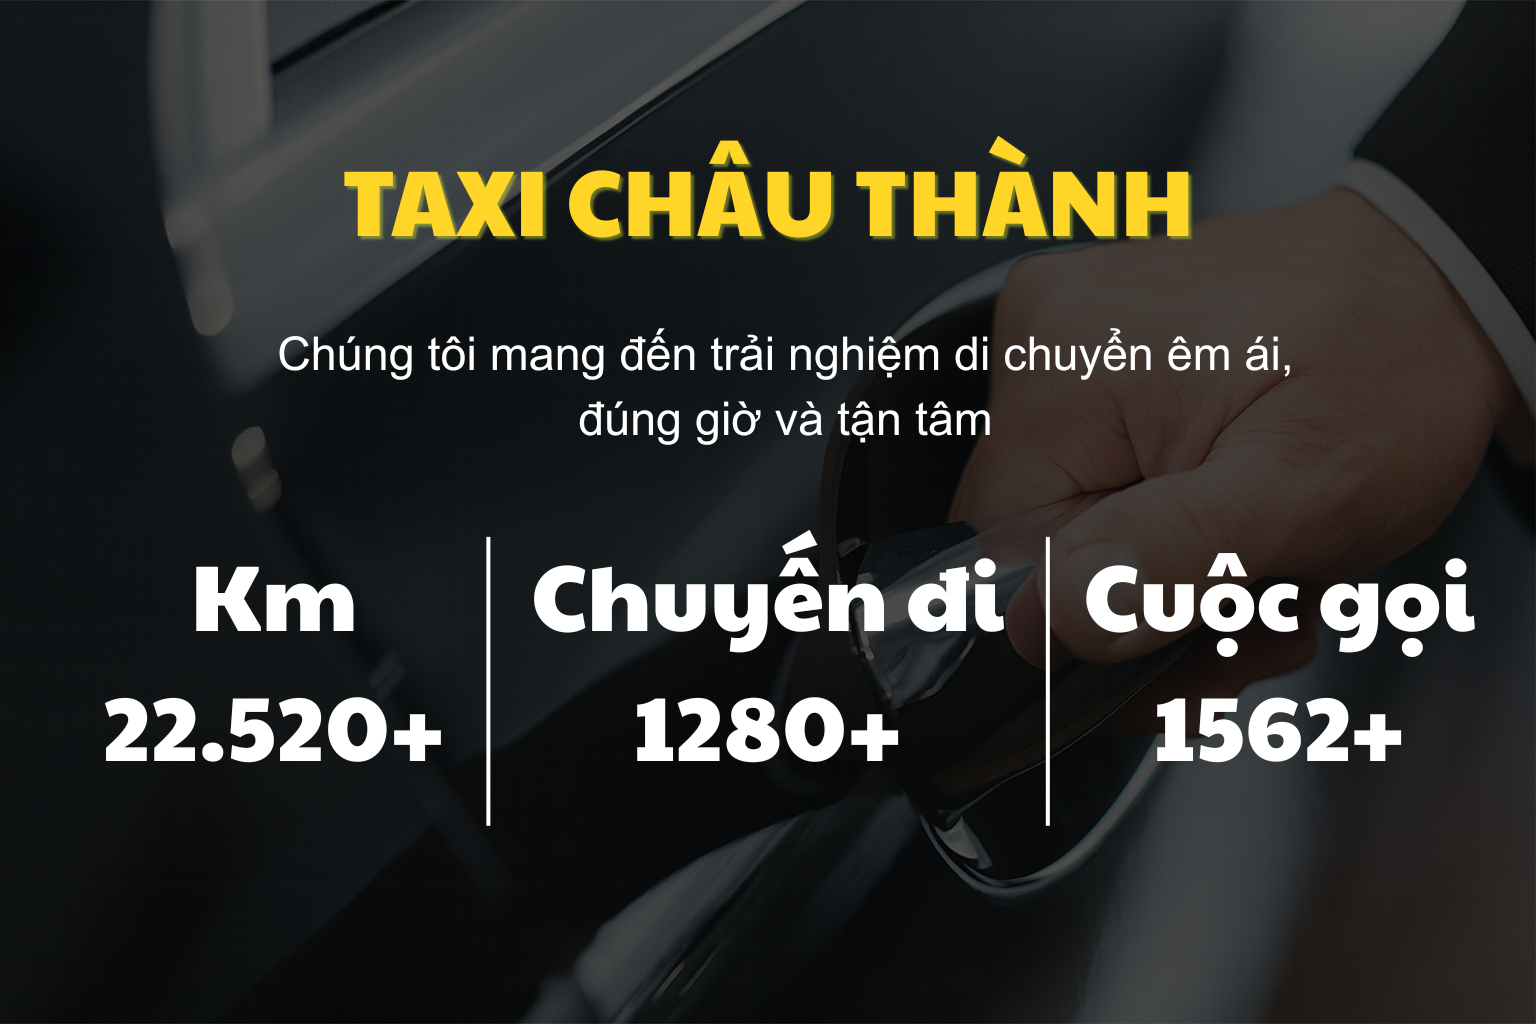 TAXI CHÂU THÀNH
Chúng tôi mang đến trải nghiệm di chuyển êm ái,
đúng giờ và tận tâm
Km
22.520+
Chuyến đi
1280+
Cuộc gọi
1562+